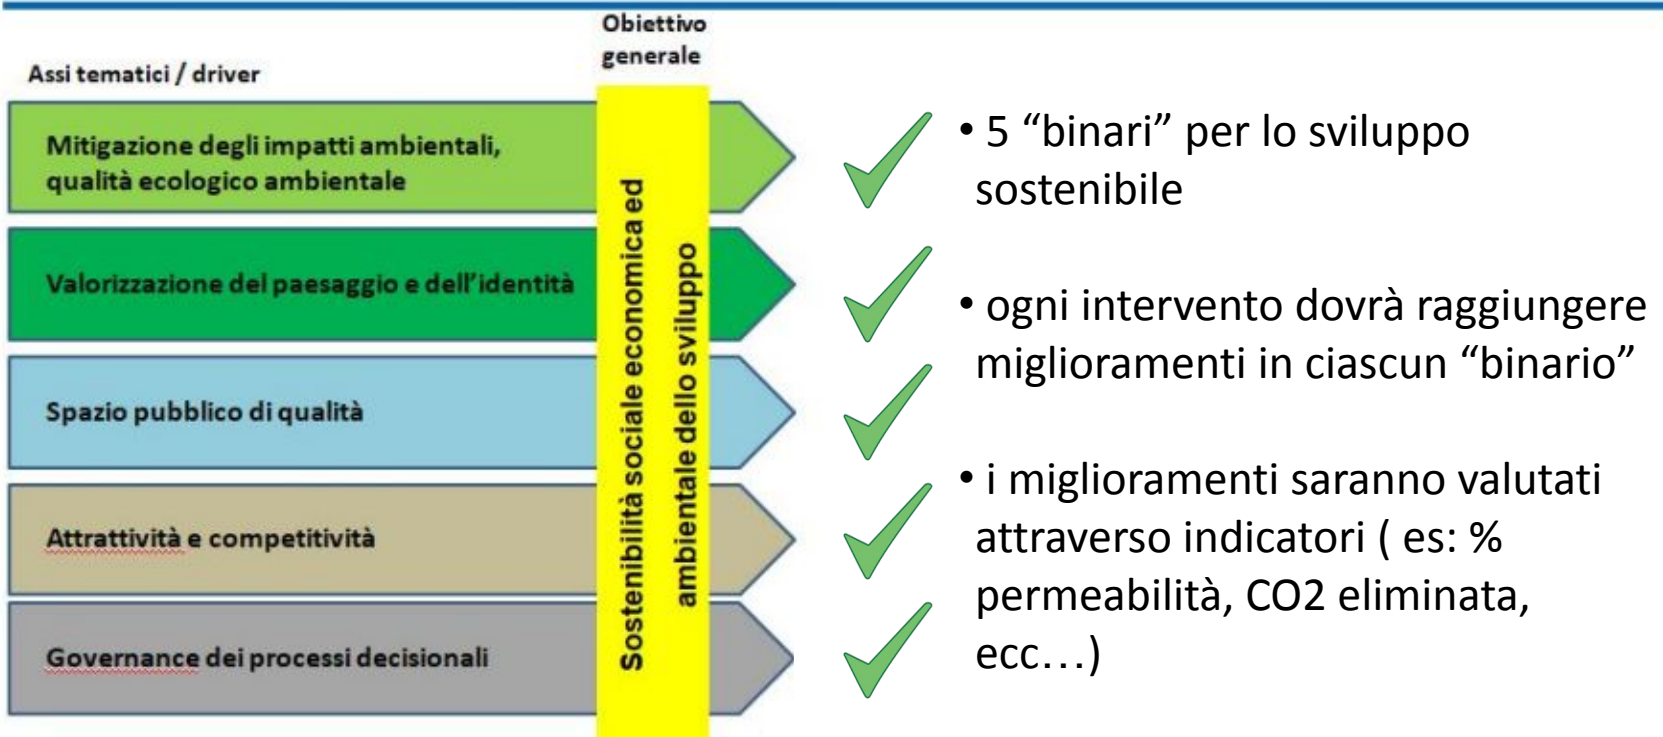 Obiettivo
generale
Assi tematici / driver
Mitigazione degli impatti ambientali,
qualità ecologico ambientale
Valorizzazione del paesaggio e dell'identità
Spazio pubblico di qualità
Attrattività e competitività
Governance dei processi decisionali
Sostenibilità sociale economica ed
ambientale dello sviluppo
• 5 “binari” per lo sviluppo
sostenibile
• ogni intervento dovrà raggiungere
miglioramenti in ciascun “binario”
• i miglioramenti saranno valutati
attraverso indicatori ( es: %
permeabilità, CO2 eliminata,
ecc…)